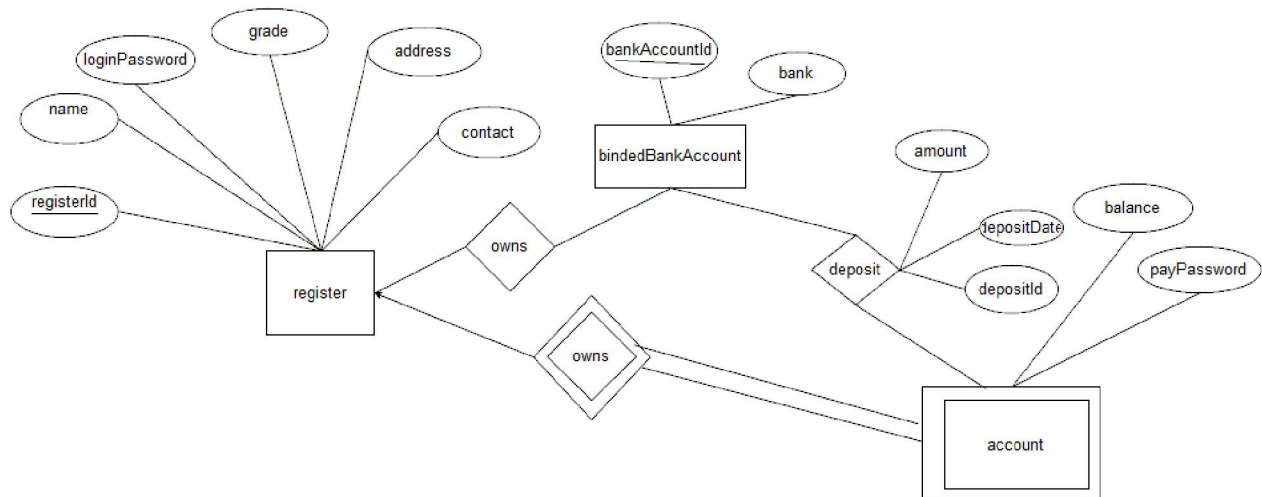 grade
loginPassword
address
name
contact
registerId
register
owns
bankAccountId
bank
bindedBankAccount
amount
depositDate
depositId
deposit
balance
payPassword
owns
account